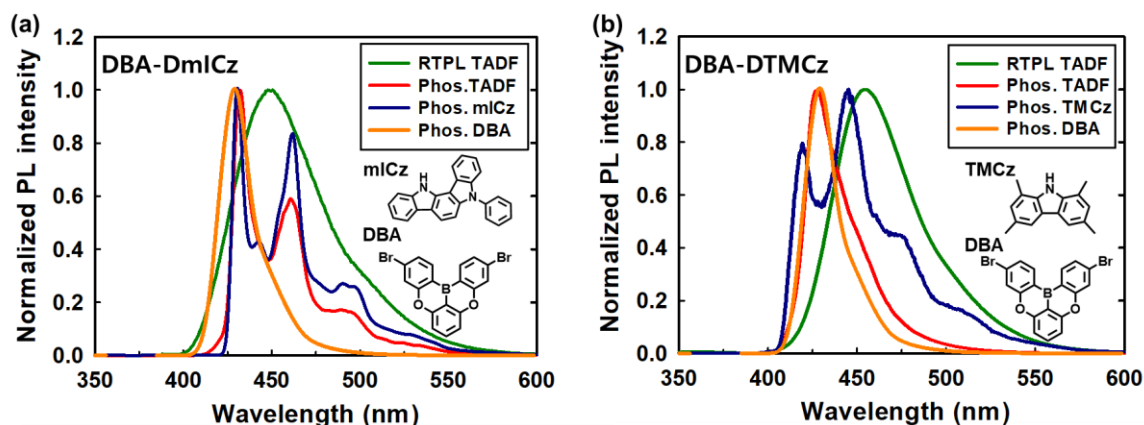 (a)
DBA-DmICz
RTPL TADF
Phos.TADF
Phos. mICz
Phos. DBA
mICz
H
N
N
DBA
Br
Br
B
O
O
Normalized PL intensity
1.2
1.0
0.8
0.6
0.4
0.2
0.0
350
400
450
500
550
600
Wavelength (nm)
(b)
DBA-DTMCz
RTPL TADF
Phos. TADF
Phos. TMCz
Phos. DBA
TMCz
H
N
DBA
Br
Br
B
O
O
Normalized PL intensity
1.2
1.0
0.8
0.6
0.4
0.2
0.0
350
400
450
500
550
600
Wavelength (nm)